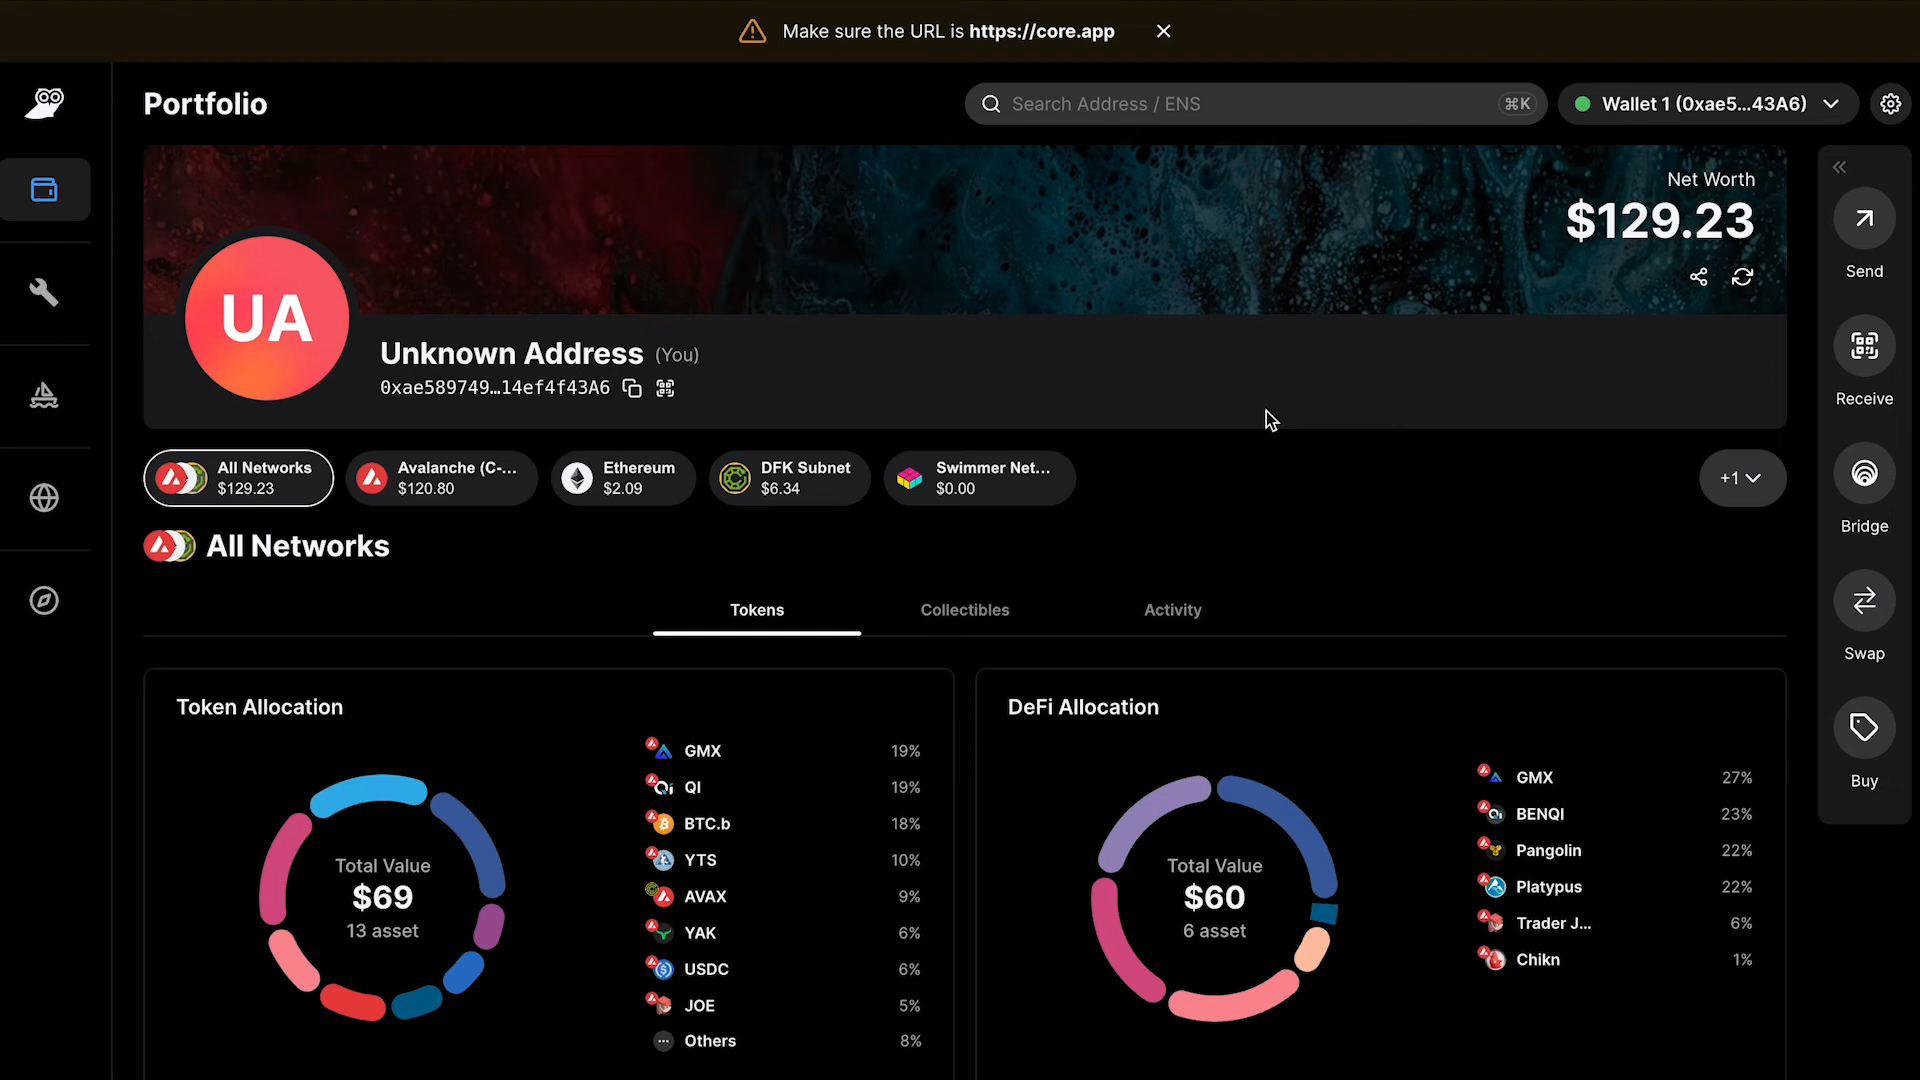 Make sure the URL is https://core.app
Portfolio
Search Address / ENS
⌘K
Wallet 1 (0xae5...43A6)
Net Worth
$129.23
UA
Unknown Address (You)
0xae589749…14ef4f43A6
Send
Receive
Bridge
Swap
Buy
All Networks
$129.23
Avalanche (C-...
$120.80
Ethereum
$2.09
DFK Subnet
$6.34
Swimmer Net...
$0.00
+1
All Networks
Tokens
Collectibles
Activity
Token Allocation
Total Value
$69
13 asset
GMX 19%
QI 19%
BTC.b 18%
YTS 10%
AVAX 9%
YAK 6%
USDC 6%
JOE 5%
Others 8%
DeFi Allocation
Total Value
$60
6 asset
GMX 27%
BENQI 23%
Pangolin 22%
Platypus 22%
Trader J... 6%
Chikn 1%